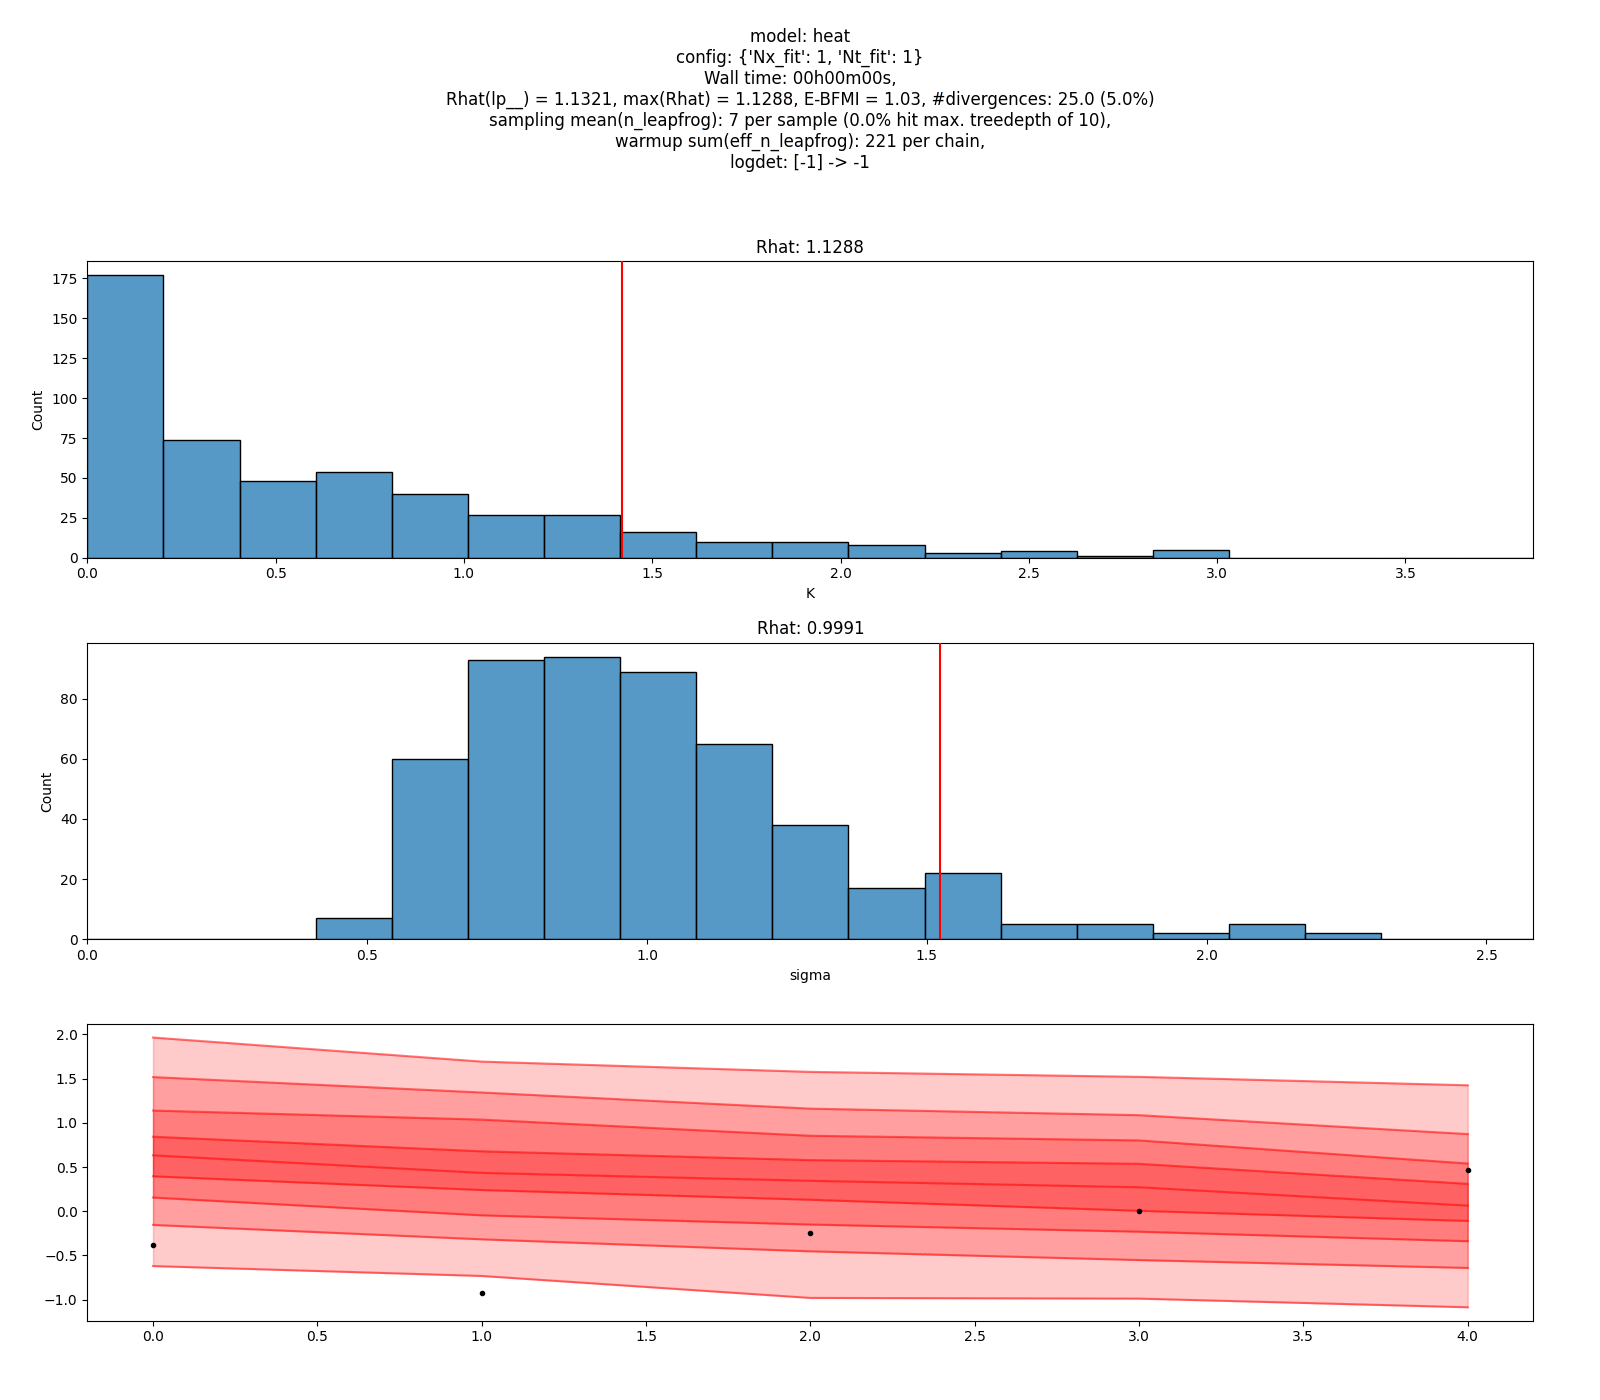 model: heat
config: {'Nx_fit': 1, 'Nt_fit': 1}
Wall time: 00h00m00s,
Rhat(lp__) = 1.1321, max(Rhat) = 1.1288, E-BFMI = 1.03, #divergences: 25.0 (5.0%)
sampling mean(n_leapfrog): 7 per sample (0.0% hit max. treedepth of 10),
warmup sum(eff_n_leapfrog): 221 per chain,
logdet: [-1] -> -1
Rhat: 1.1288
175
150
125
100
75
50
25
0
Count
0.0 0.5 1.0 1.5 2.0 2.5 3.0 3.5
K
Rhat: 0.9991
80
60
40
20
0
Count
0.0 0.5 1.0 1.5 2.0 2.5
sigma
2.0
1.5
1.0
0.5
0.0
−0.5
−1.0
0.0 0.5 1.0 1.5 2.0 2.5 3.0 3.5 4.0